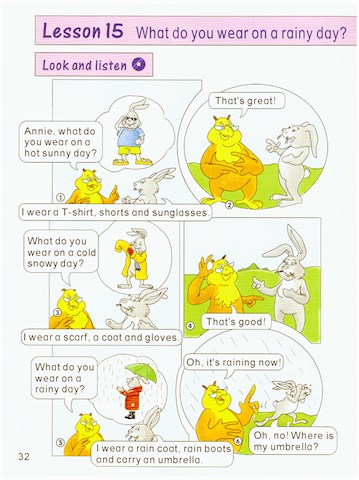 Lesson 15 What do you wear on a rainy day?
Look and listen
Annie, what do
you wear on a
hot sunny day?
1
I wear a T-shirt, shorts and sunglasses.
That's great!
2
What do you
wear on a cold
snowy day?
3
I wear a scarf, a coat and gloves.
4
That's good!
What do you
wear on a
rainy day?
5
I wear a rain coat, rain boots
and carry an umbrella.
Oh, it's raining now!
6
Oh, no! Where is
my umbrella?
32